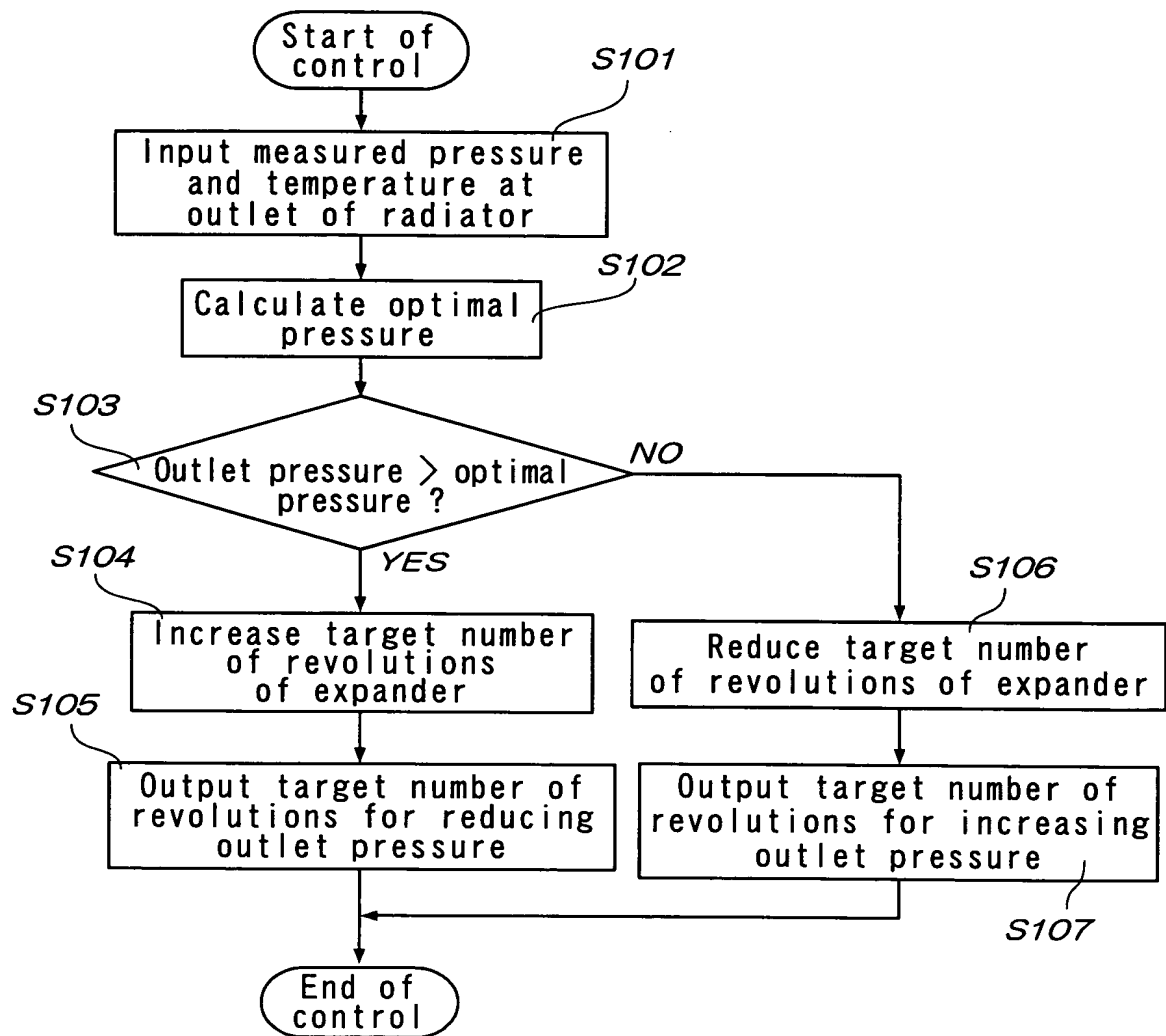 Start of
control
S101
Input measured pressure
and temperature at
outlet of radiator
S102
Calculate optimal
pressure
S103
Outlet pressure > optimal
pressure ?
NO
YES
S104
Increase target number
of revolutions
of expander
S106
Reduce target number
of revolutions of expander
S105
Output target number of
revolutions for reducing
outlet pressure
Output target number of
revolutions for increasing
outlet pressure
S107
End of
control